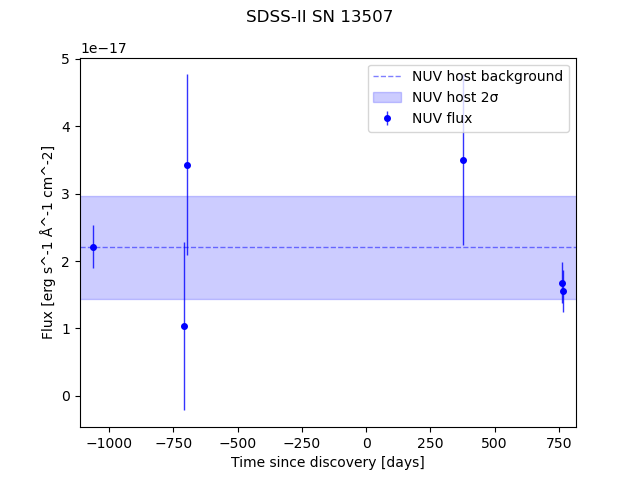 SDSS-II SN 13507
1e−17
5
4
3
2
1
0
Flux [erg s^-1 Å^-1 cm^-2]
NUV host background
NUV host 2σ
NUV flux
−1000 −750 −500 −250 0 250 500 750
Time since discovery [days]